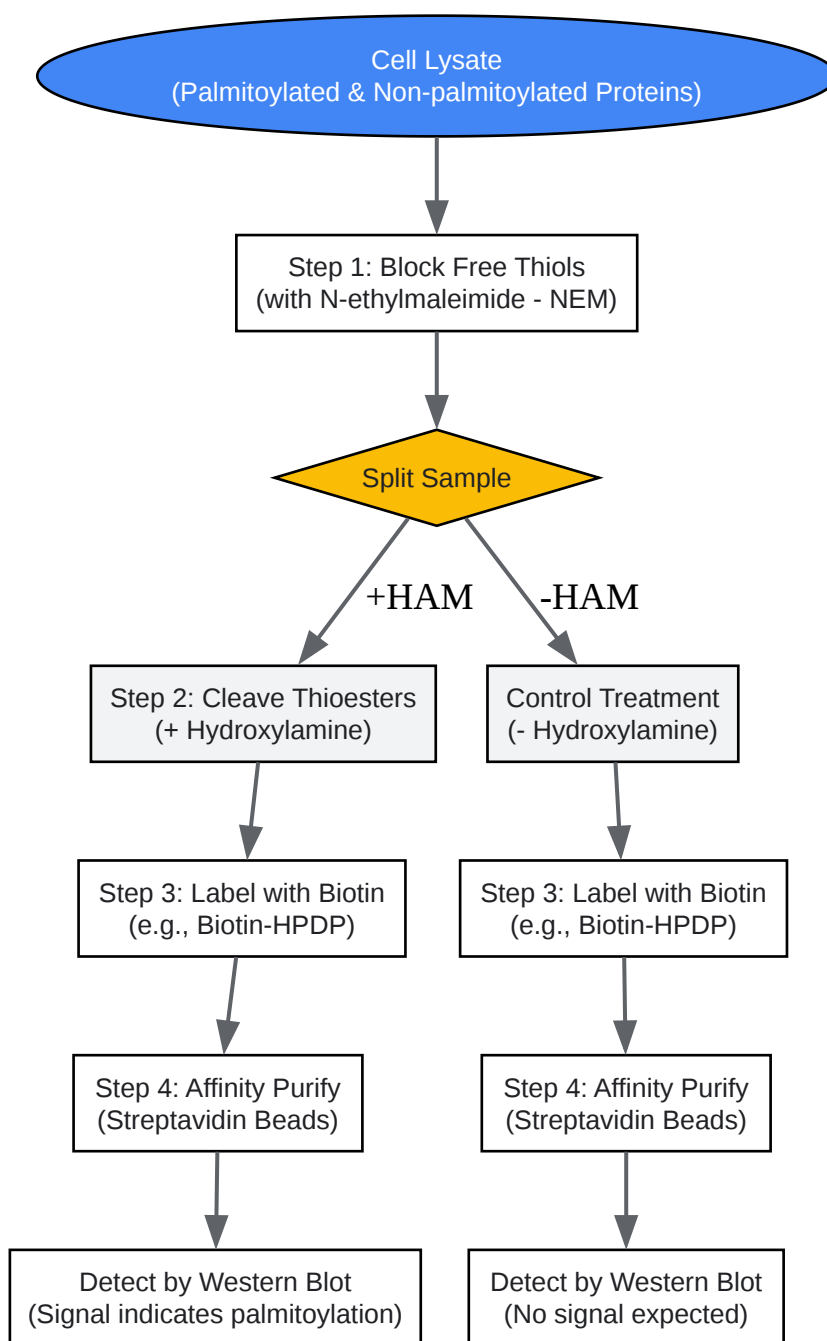 Cell Lysate
(Palmitoylated & Non-palmitoylated Proteins)
Step 1: Block Free Thiols
(with N-ethylmaleimide - NEM)
Split Sample
+HAM
-HAM
Step 2: Cleave Thioesters
(+ Hydroxylamine)
Control Treatment
(- Hydroxylamine)
Step 3: Label with Biotin
(e.g., Biotin-HPDP)
Step 3: Label with Biotin
(e.g., Biotin-HPDP)
Step 4: Affinity Purify
(Streptavidin Beads)
Step 4: Affinity Purify
(Streptavidin Beads)
Detect by Western Blot
(Signal indicates palmitoylation)
Detect by Western Blot
(No signal expected)